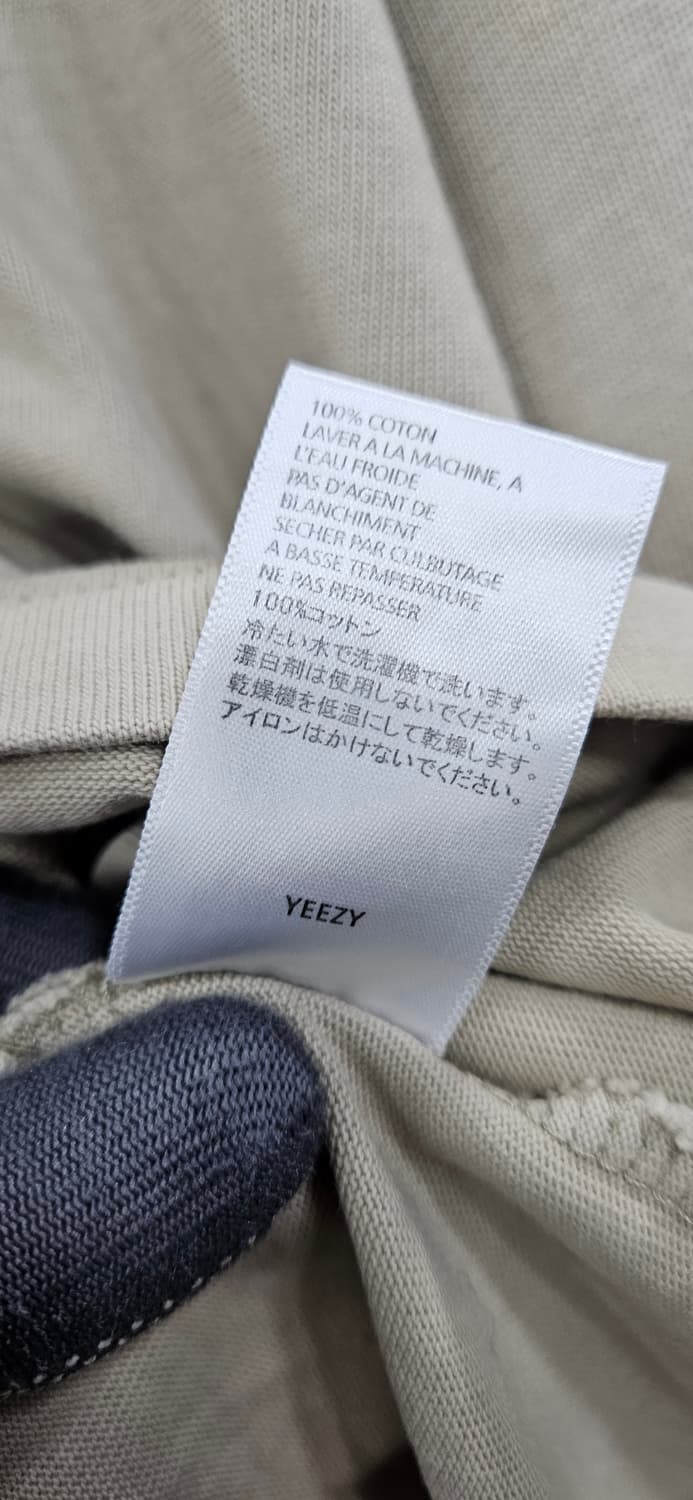 100% COTON
LAVER A LA MACHINE, A
L'EAU FROIDE
PAS D'AGENT DE
BLANCHIMENT
SECHER PAR CULBUTAGE
A BASSE TEMPERATURE
NE PAS REPASSER
100%コットン
冷たい水で洗濯機で洗います。
漂白剤は使用しないでください。
乾燥機を低温にして乾燥します。
アイロンはかけないでください。
YEEZY